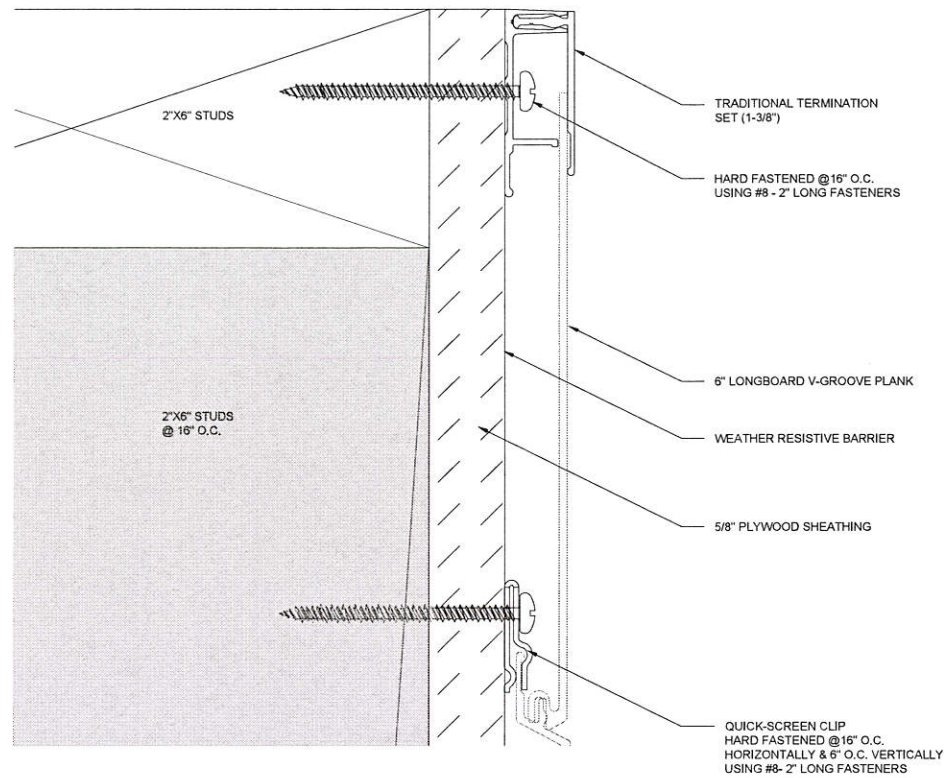 2"X6" STUDS
TRADITIONAL TERMINATION
SET (1-3/8")
HARD FASTENED @16" O.C.
USING #8 - 2" LONG FASTENERS
6" LONGBOARD V-GROOVE PLANK
2"X6" STUDS
@ 16" O.C.
WEATHER RESISTIVE BARRIER
5/8" PLYWOOD SHEATHING
QUICK-SCREEN CLIP
HARD FASTENED @16" O.C.
HORIZONTALLY & 6" O.C. VERTICALLY
USING #8- 2" LONG FASTENERS